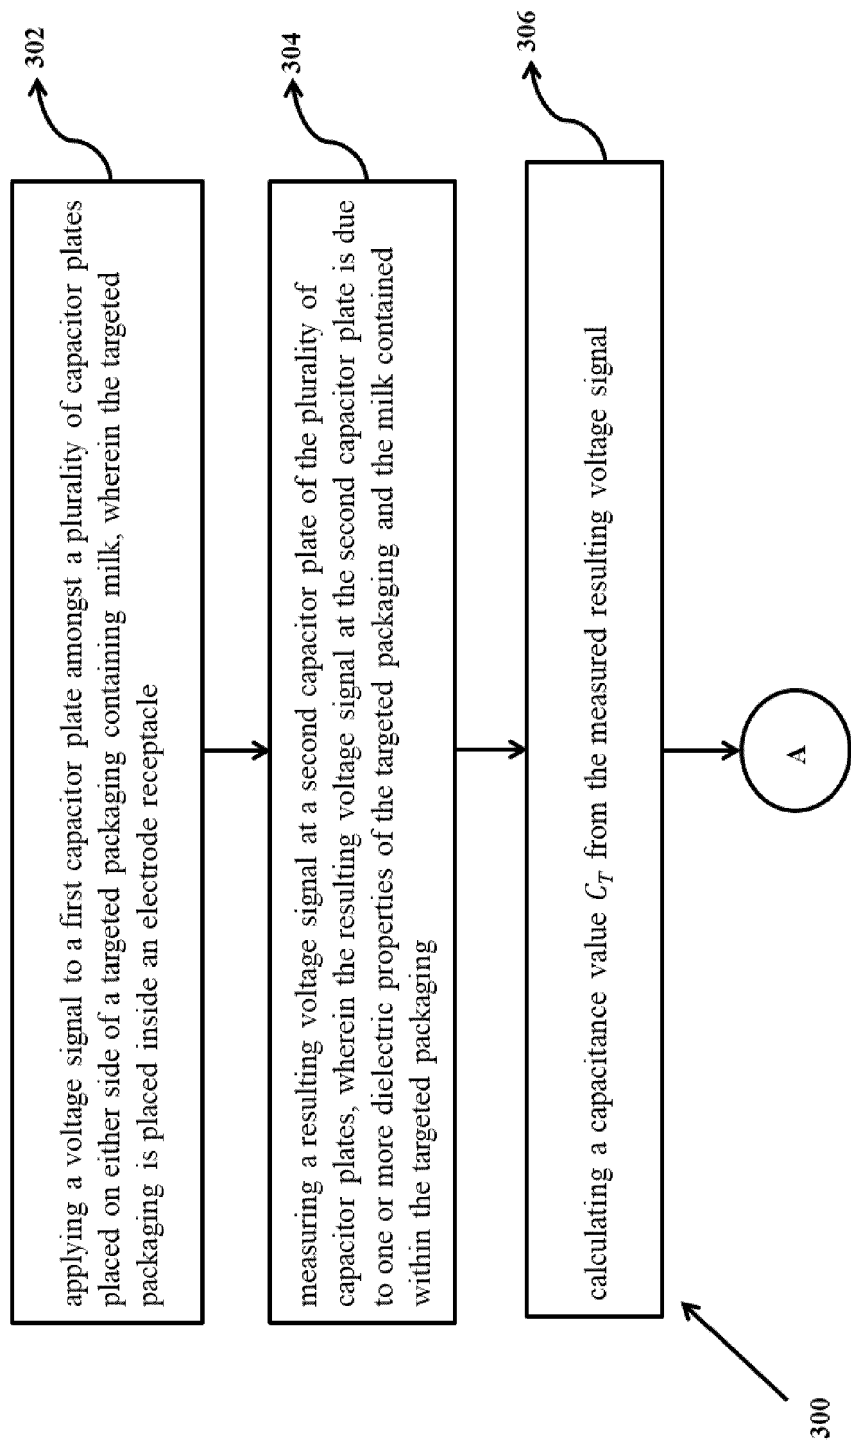 302
applying a voltage signal to a first capacitor plate amongst a plurality of capacitor plates
placed on either side of a targeted packaging containing milk, wherein the targeted
packaging is placed inside an electrode receptacle
304
measuring a resulting voltage signal at a second capacitor plate of the plurality of
capacitor plates, wherein the resulting voltage signal at the second capacitor plate is due
to one or more dielectric properties of the targeted packaging and the milk contained
within the targeted packaging
306
calculating a capacitance value C_T from the measured resulting voltage signal
A
300